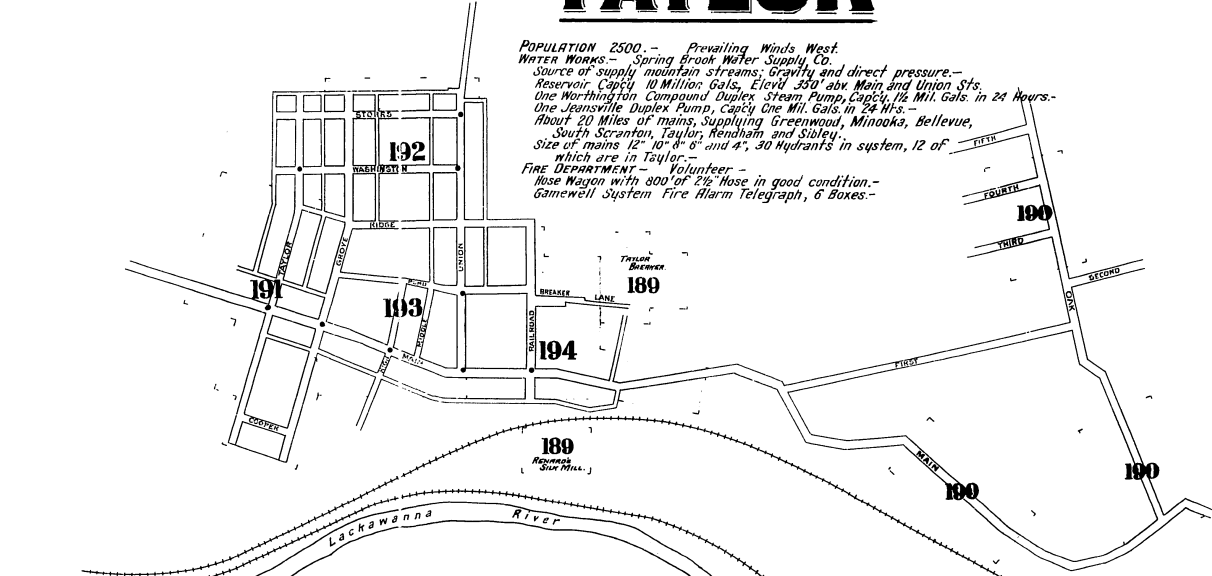 TAYLOR
POPULATION 2500.- Prevailing Winds West.
WATER WORKS.- Spring Brook Water Supply Co.
Source of supply mountain streams; Gravity and direct pressure.-
Reservoir Cap'cy 10 Million Gals., Elev'd 350' abv. Main and Union Sts.
One Worthington Compound Duplex Steam Pump, Cap'cy. 1½ Mil. Gals. in 24 Hours.-
One Jeansville Duplex Pump, Cap'cy One Mil. Gals. in 24 Hrs.-
About 20 Miles of mains, Supplying Greenwood, Minooka, Bellevue,
South Scranton, Taylor, Rendham and Sibley.
Size of mains 12" 10" 8" 6" and 4", 30 Hydrants in system, 12 of
which are in Taylor.-
FIRE DEPARTMENT- Volunteer -
Hose Wagon with 800' of 2½" Hose in good condition.-
Gamewell System Fire Alarm Telegraph, 6 Boxes.-
STORRS
192
WASHINGTON
RIDGE
TAYLOR
GROVE
UNION
FIFTH
FOURTH
190
THIRD
SECOND
OAK
TAYLOR
BREAKER.
189
191
POND
193
MIDDLE
BREAKER LANE
RAILROAD
194
MAIN
FIRST
COOPER
189
RENARD'S
SILK MILL.
MAIN
190
190
Lackawanna River